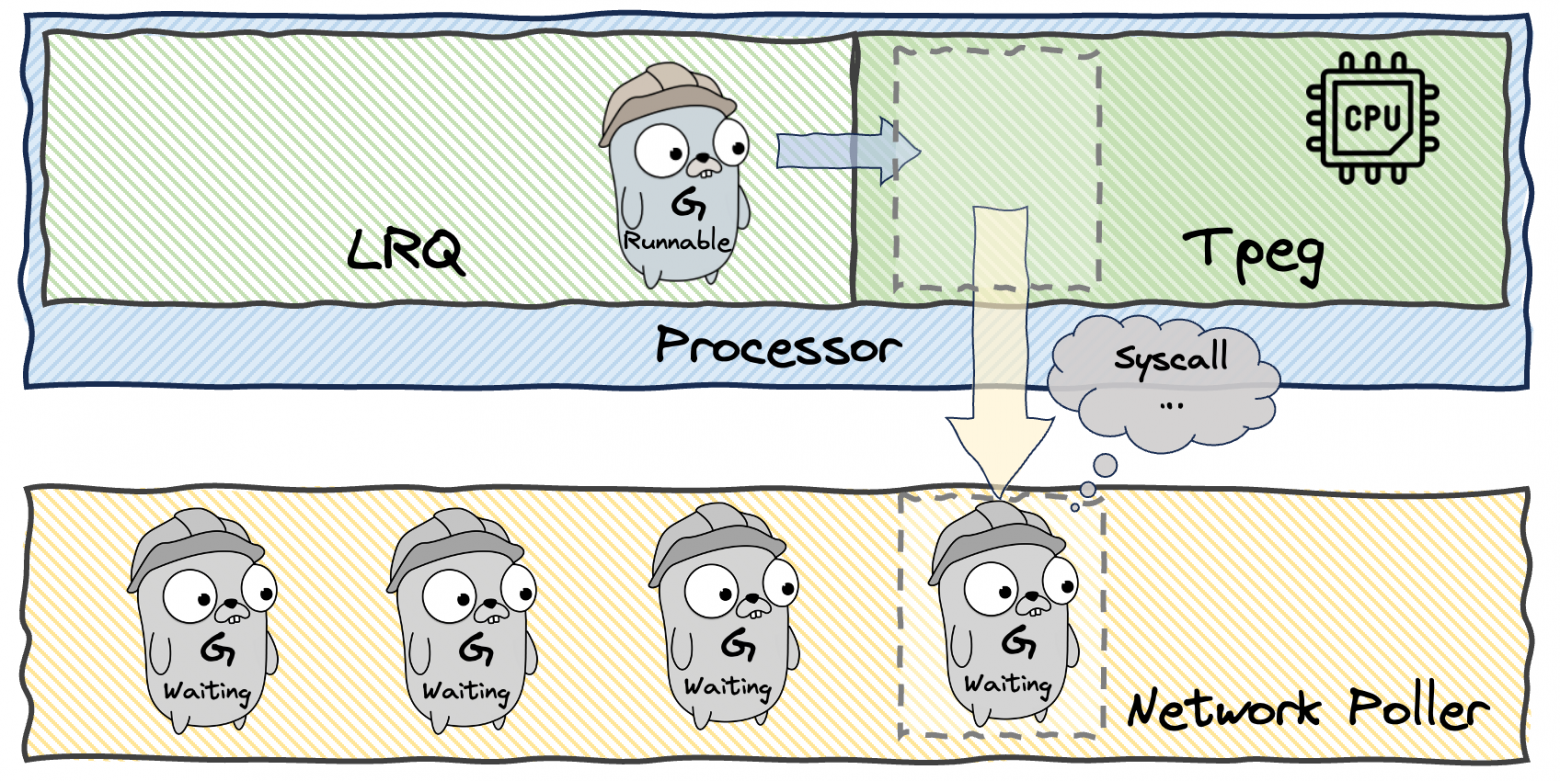 CPU
G
Runnable
LRQ
Tpeg
Processor
Syscall
...
G
Waiting
G
Waiting
G
Waiting
G
Waiting
Network Poller